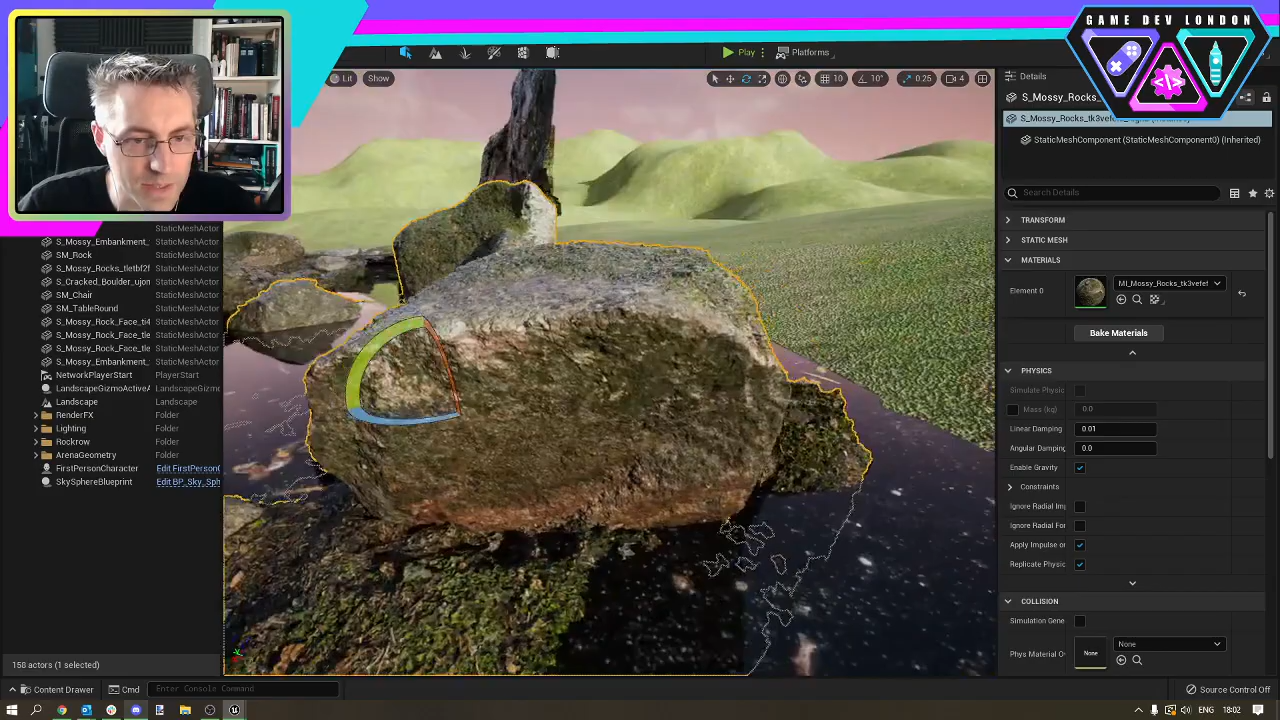 GAME DEV LONDON
Play
Platforms
Lit
Show
10
10°
0.25
4
Details
S_Mossy_Rocks_
StaticMeshComponent (StaticMeshComponent0) (Inherited)
Search Details
TRANSFORM
STATIC MESH
MATERIALS
Element 0
MI_Mossy_Rocks_tk3vefef
Bake Materials
PHYSICS
Simulate Physic
Mass (kg)
0.0
Linear Damping
0.01
Angular Damping
0.0
Enable Gravity
Constraints
Ignore Radial Im
Ignore Radial For
Apply Impulse or
Replicate Physic
COLLISION
Simulation Gene
Phys Material O
None
None
StaticMeshActor
S_Mossy_Embankment_
StaticMeshActor
SM_Rock
StaticMeshActor
S_Mossy_Rocks_tletbf2f
StaticMeshActor
S_Cracked_Boulder_ujon
StaticMeshActor
SM_Chair
StaticMeshActor
SM_TableRound
StaticMeshActor
S_Mossy_Rock_Face_ti4
StaticMeshActor
S_Mossy_Rock_Face_tle
StaticMeshActor
S_Mossy_Rock_Face_tle
StaticMeshActor
S_Mossy_Embankment_
StaticMeshActor
NetworkPlayerStart
PlayerStart
LandscapeGizmoActiveA
LandscapeGizm
Landscape
Landscape
RenderFX
Folder
Lighting
Folder
Rockrow
Folder
ArenaGeometry
Folder
FirstPersonCharacter
Edit FirstPerson
SkySphereBlueprint
Edit BP_Sky_Sph
158 actors (1 selected)
Content Drawer
Cmd
Enter Console Command
Source Control Off
ENG
18:02